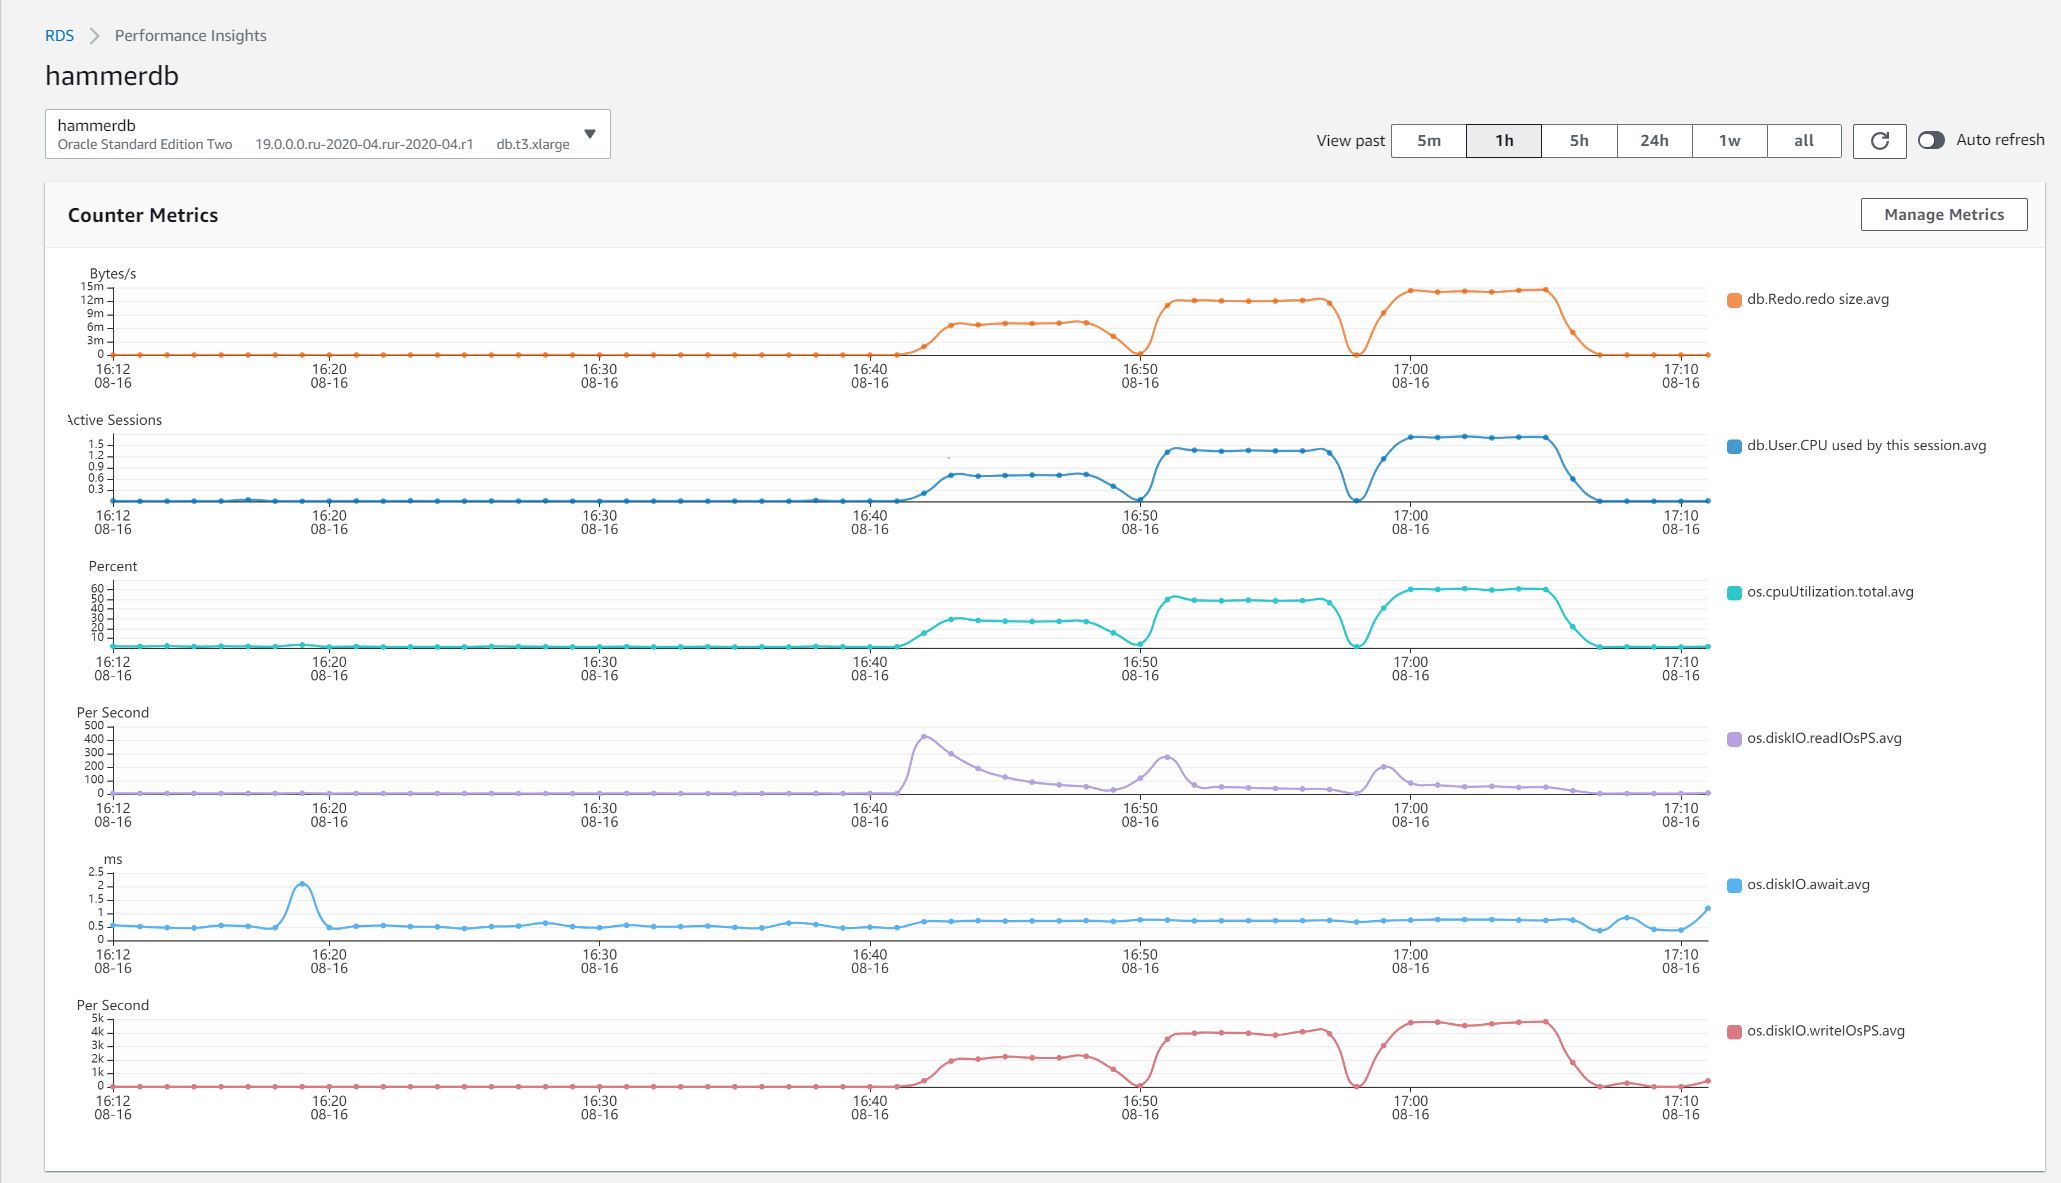 RDS > Performance Insights
hammerdb
hammerdb
Oracle Standard Edition Two 19.0.0.0.ru-2020-04.rur-2020-04.r1 db.t3.xlarge
View past 5m 1h 5h 24h 1w all Auto refresh
Counter Metrics Manage Metrics
Bytes/s
15m
12m
9m
6m
3m
0
db.Redo.redo size.avg
16:12 16:20 16:30 16:40 16:50 17:00 17:10
08-16 08-16 08-16 08-16 08-16 08-16 08-16
Active Sessions
1.5
1.2
0.9
0.6
0.3
db.User.CPU used by this session.avg
16:12 16:20 16:30 16:40 16:50 17:00 17:10
08-16 08-16 08-16 08-16 08-16 08-16 08-16
Percent
60
50
40
30
20
10
os.cpuUtilization.total.avg
16:12 16:20 16:30 16:40 16:50 17:00 17:10
08-16 08-16 08-16 08-16 08-16 08-16 08-16
Per Second
500
400
300
200
100
0
os.diskIO.readIOsPS.avg
16:12 16:20 16:30 16:40 16:50 17:00 17:10
08-16 08-16 08-16 08-16 08-16 08-16 08-16
ms
2.5
2
1.5
1
0.5
0
os.diskIO.await.avg
16:12 16:20 16:30 16:40 16:50 17:00 17:10
08-16 08-16 08-16 08-16 08-16 08-16 08-16
Per Second
5k
4k
3k
2k
1k
0
os.diskIO.writeIOsPS.avg
16:12 16:20 16:30 16:40 16:50 17:00 17:10
08-16 08-16 08-16 08-16 08-16 08-16 08-16